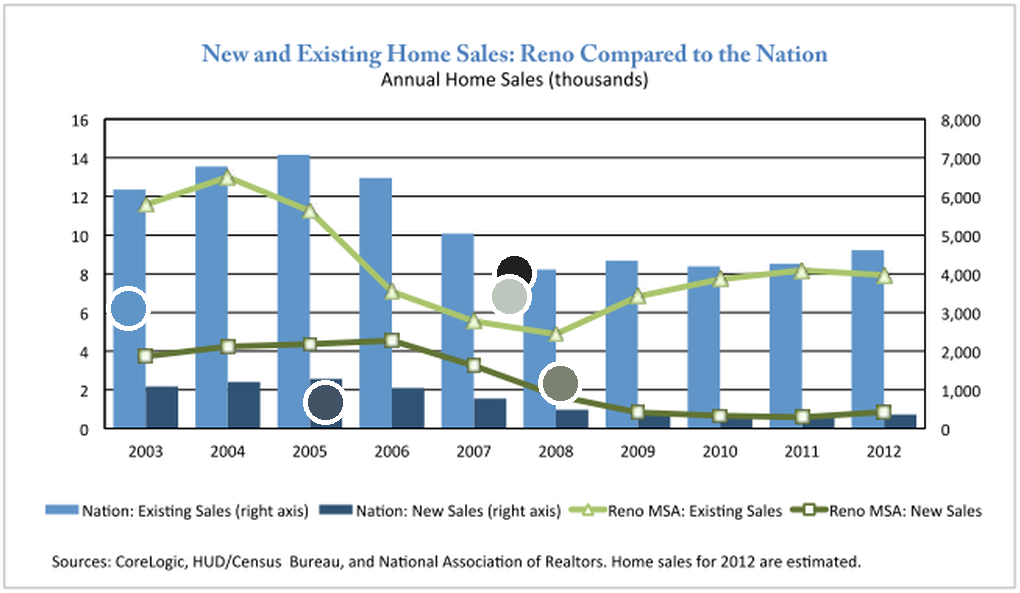 New and Existing Home Sales: Reno Compared to the Nation
Annual Home Sales (thousands)
16 8,000
14 7,000
12 6,000
10 5,000
8 4,000
6 3,000
4 2,000
2 1,000
0 0
2003 2004 2005 2006 2007 2008 2009 2010 2011 2012
Nation: Existing Sales (right axis) Nation: New Sales (right axis) Reno MSA: Existing Sales Reno MSA: New Sales
Sources: CoreLogic, HUD/Census Bureau, and National Association of Realtors. Home sales for 2012 are estimated.